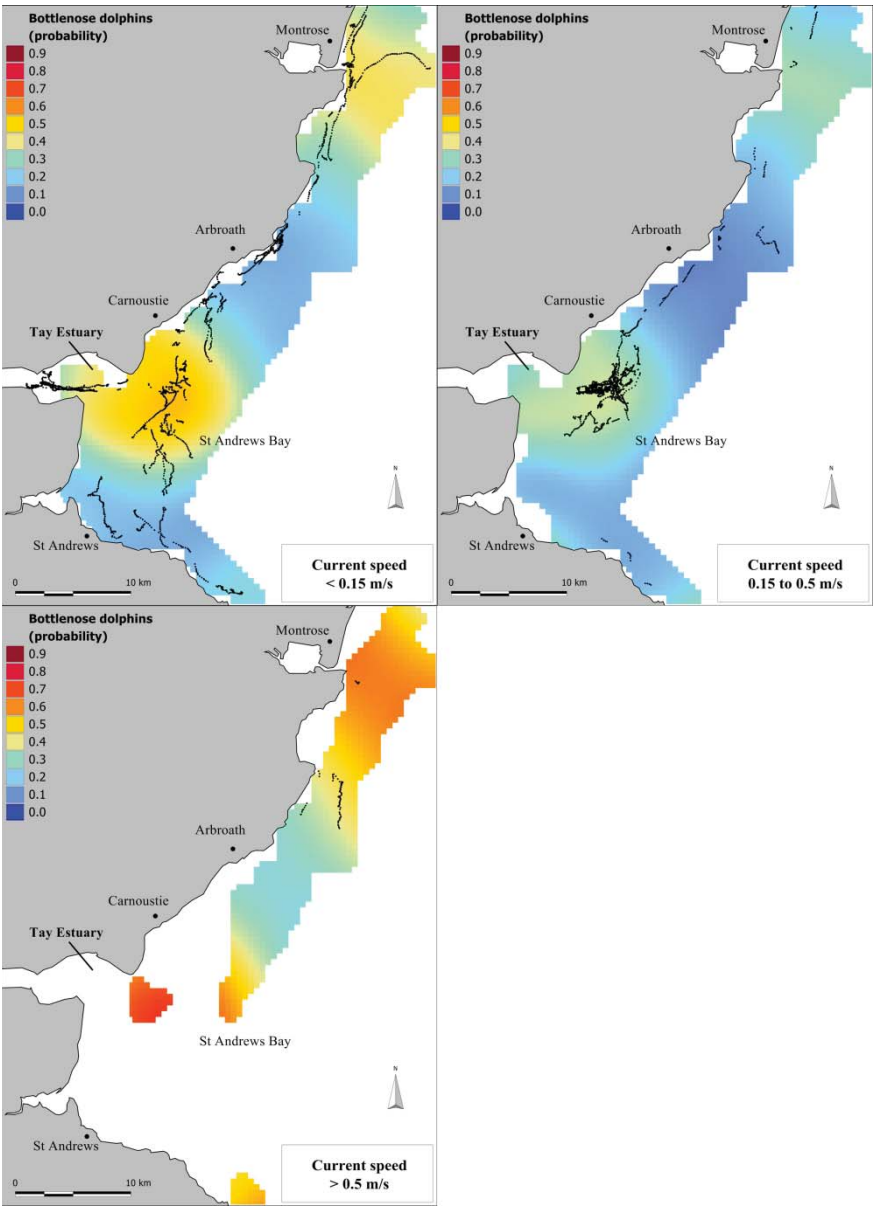 Bottlenose dolphins
(probability)
0.9
0.8
0.7
0.6
0.5
0.4
0.3
0.2
0.1
0.0
Montrose
Arbroath
Carnoustie
Tay Estuary
St Andrews Bay
N
St Andrews
0 10 km
Current speed
< 0.15 m/s
Bottlenose dolphins
(probability)
0.9
0.8
0.7
0.6
0.5
0.4
0.3
0.2
0.1
0.0
Montrose
Arbroath
Carnoustie
Tay Estuary
St Andrews Bay
N
St Andrews
0 10 km
Current speed
0.15 to 0.5 m/s
Bottlenose dolphins
(probability)
0.9
0.8
0.7
0.6
0.5
0.4
0.3
0.2
0.1
0.0
Montrose
Arbroath
Carnoustie
Tay Estuary
St Andrews Bay
N
St Andrews
0 10 km
Current speed
> 0.5 m/s